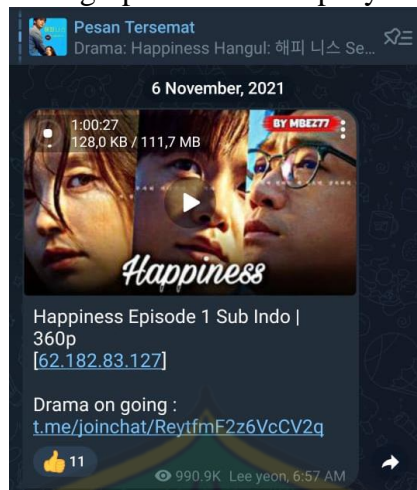 Pesan Tersemat
Drama: Happiness Hangul: 해피 니스 Se...
6 November, 2021
1:00:27
128,0 KB / 111,7 MB
BY MBEZ77
Happiness
Happiness Episode 1 Sub Indo |
360p
[62.182.83.127]
Drama on going :
t.me/joinchat/ReytfmF2z6VcCV2q
👍 11
990.9K Lee yeon, 6:57 AM